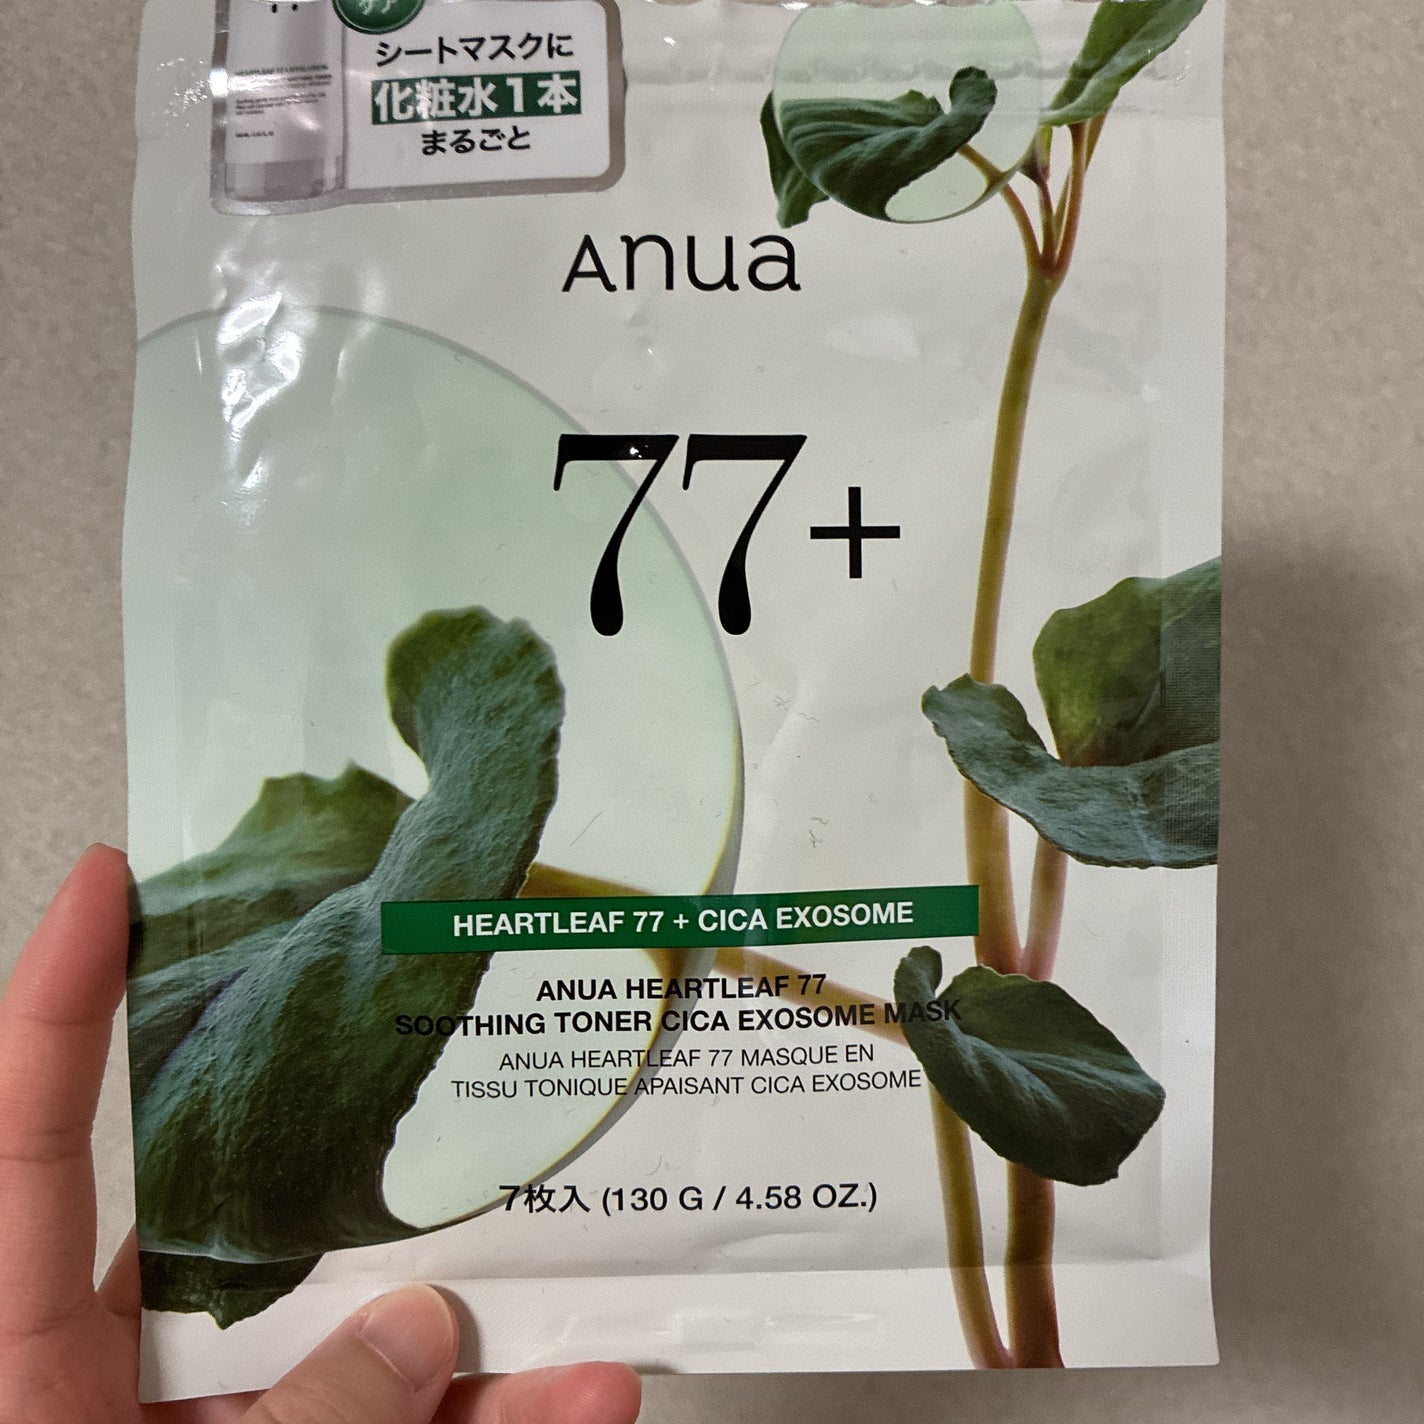 シートマスクに
化粧水1本
まるごと
Anua
77+
HEARTLEAF 77 + CICA EXOSOME
ANUA HEARTLEAF 77
SOOTHING TONER CICA EXOSOME MASK
ANUA HEARTLEAF 77 MASQUE EN
TISSU TONIQUE APAISANT CICA EXOSOME
7枚入 (130 G / 4.58 OZ.)